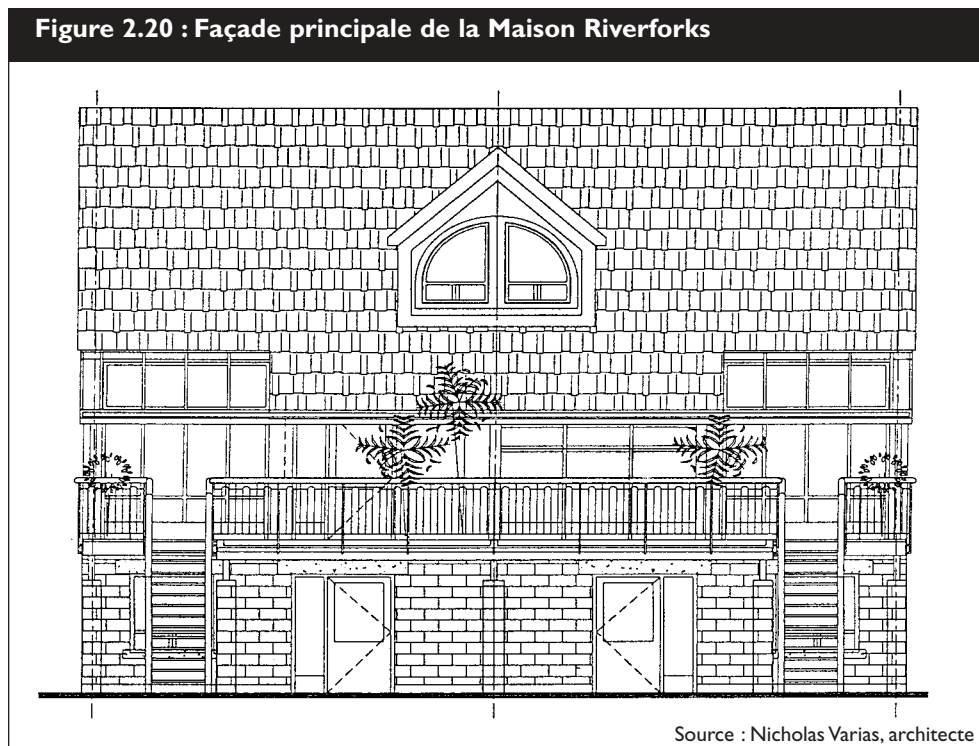 Figure 2.20 : Façade principale de la Maison Riverforks
Source : Nicholas Varias, architecte